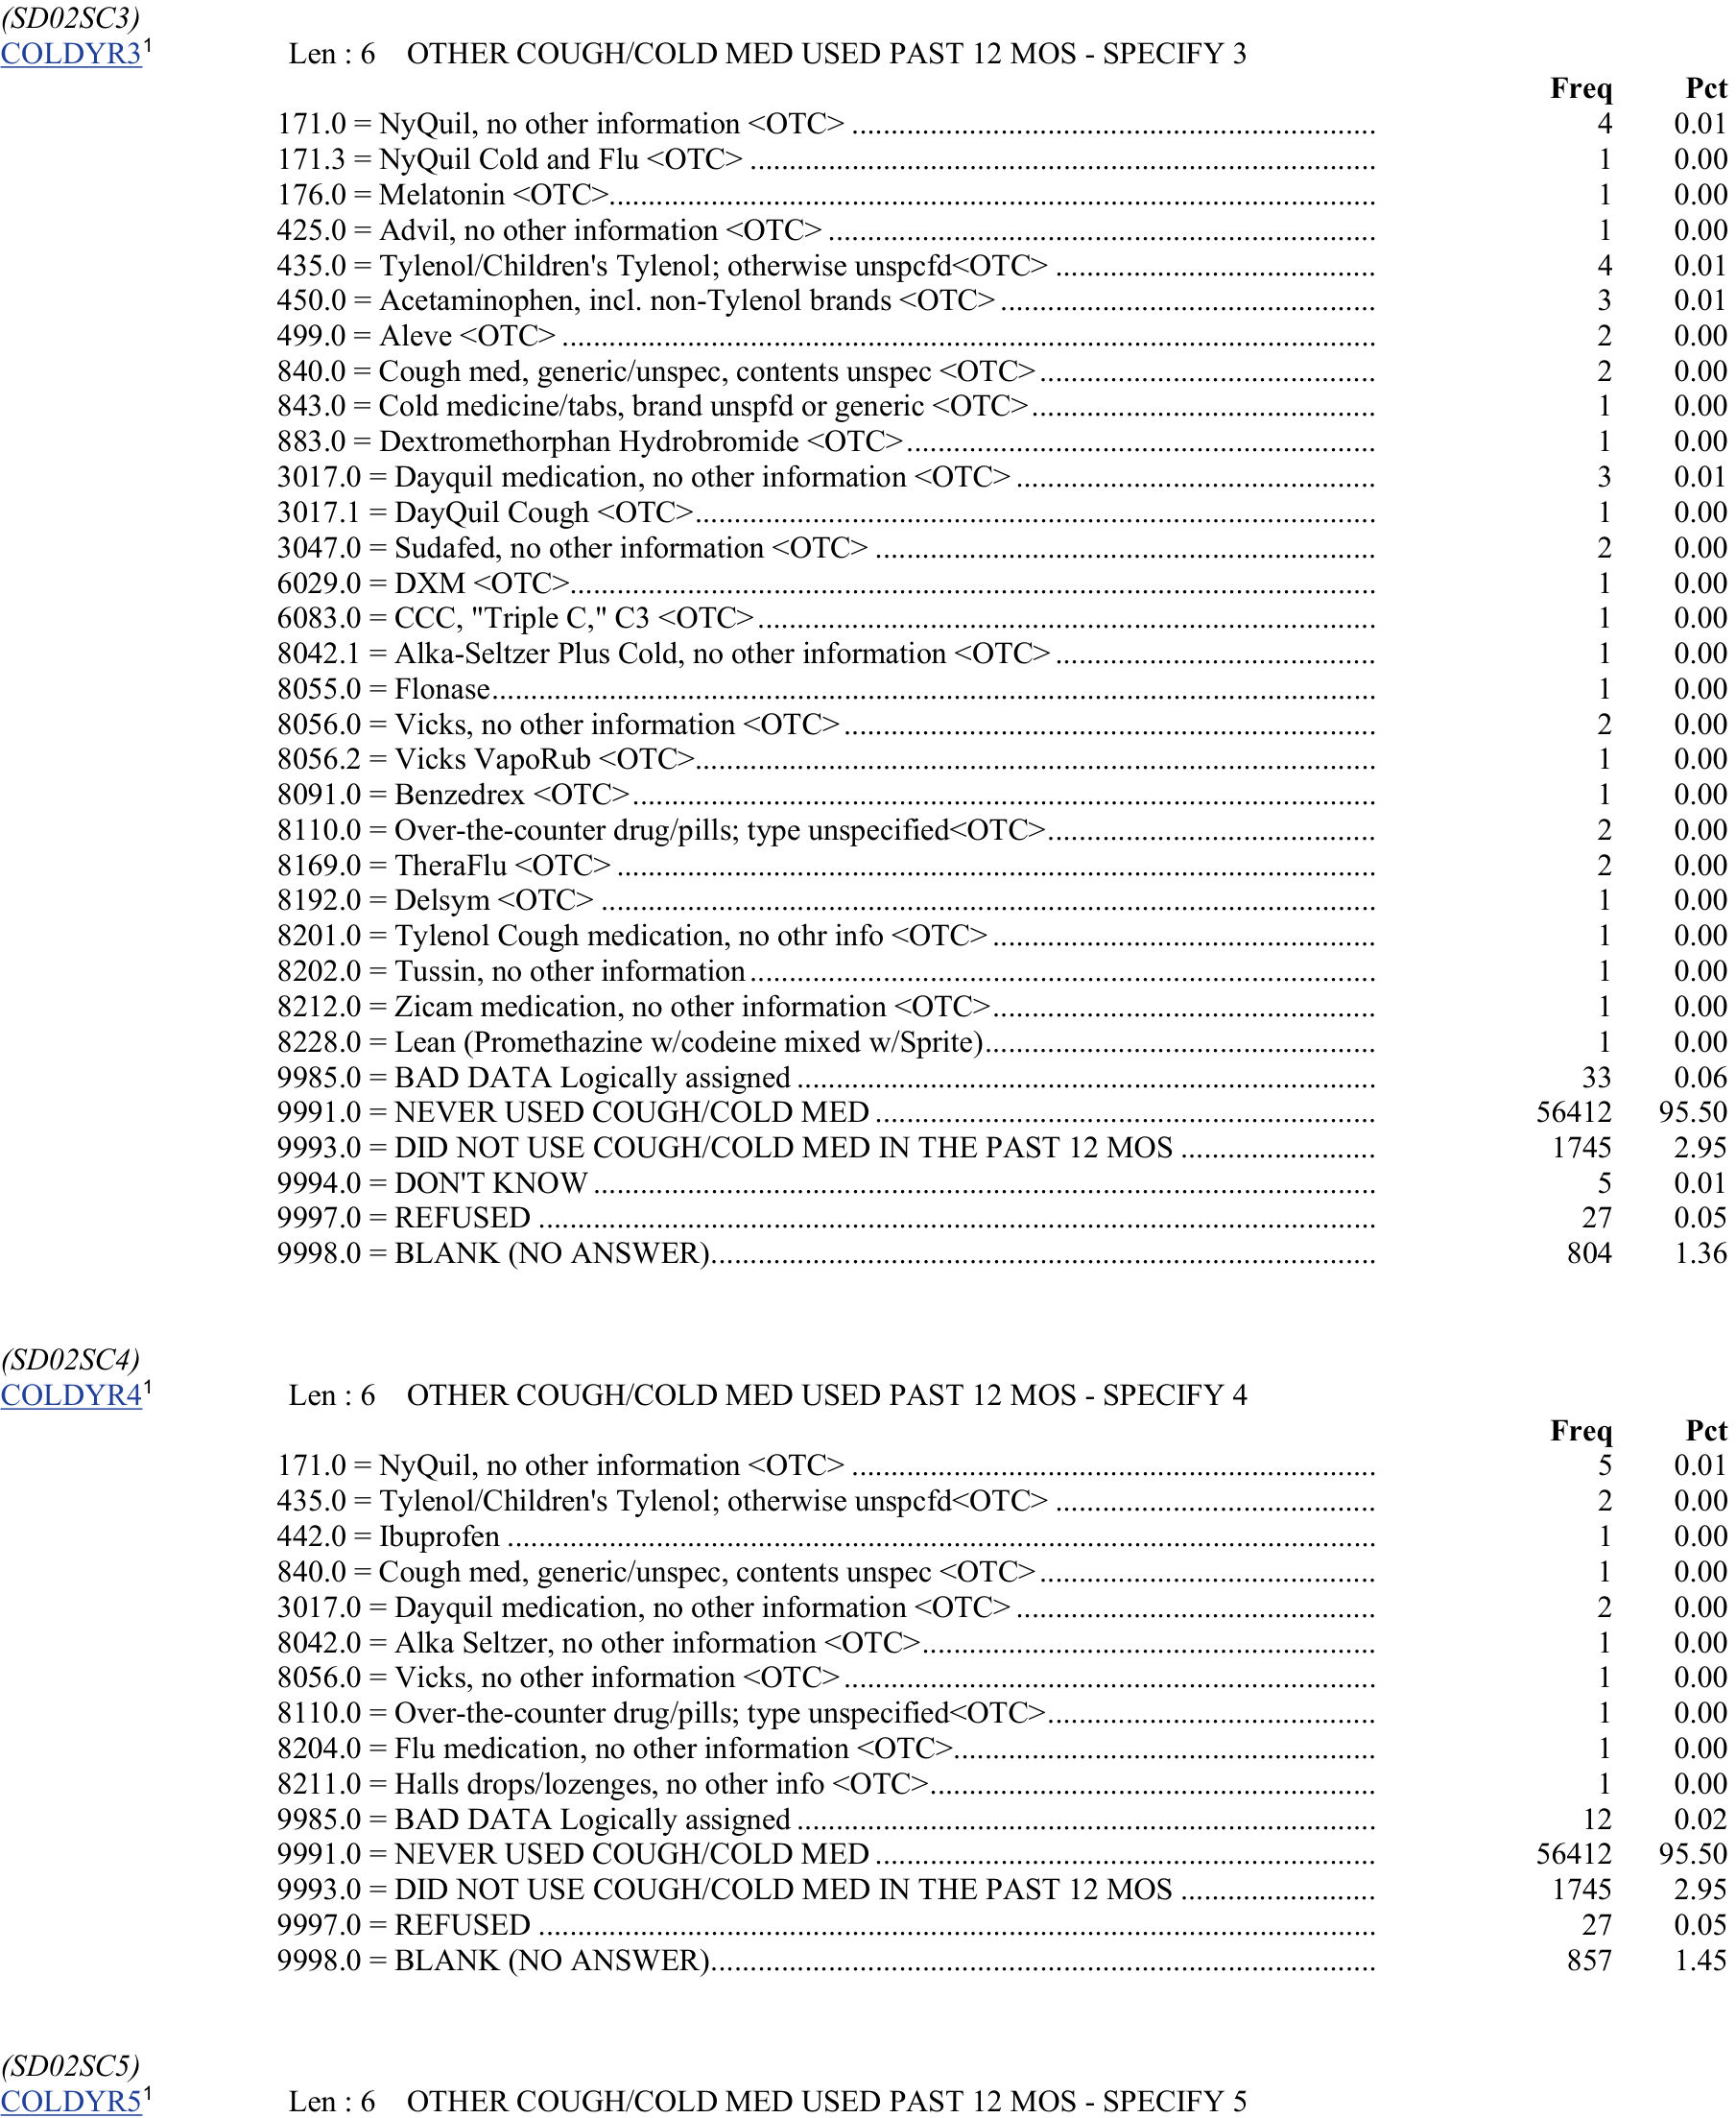 (SD02SC3)
COLDYR3¹ Len : 6 OTHER COUGH/COLD MED USED PAST 12 MOS - SPECIFY 3
Freq Pct
171.0 = NyQuil, no other information <OTC> 4 0.01
171.3 = NyQuil Cold and Flu <OTC> 1 0.00
176.0 = Melatonin <OTC> 1 0.00
425.0 = Advil, no other information <OTC> 1 0.00
435.0 = Tylenol/Children's Tylenol; otherwise unspcfd<OTC> 4 0.01
450.0 = Acetaminophen, incl. non-Tylenol brands <OTC> 3 0.01
499.0 = Aleve <OTC> 2 0.00
840.0 = Cough med, generic/unspec, contents unspec <OTC> 2 0.00
843.0 = Cold medicine/tabs, brand unspfd or generic <OTC> 1 0.00
883.0 = Dextromethorphan Hydrobromide <OTC> 1 0.00
3017.0 = Dayquil medication, no other information <OTC> 3 0.01
3017.1 = DayQuil Cough <OTC> 1 0.00
3047.0 = Sudafed, no other information <OTC> 2 0.00
6029.0 = DXM <OTC> 1 0.00
6083.0 = CCC, "Triple C," C3 <OTC> 1 0.00
8042.1 = Alka-Seltzer Plus Cold, no other information <OTC> 1 0.00
8055.0 = Flonase 1 0.00
8056.0 = Vicks, no other information <OTC> 2 0.00
8056.2 = Vicks VapoRub <OTC> 1 0.00
8091.0 = Benzedrex <OTC> 1 0.00
8110.0 = Over-the-counter drug/pills; type unspecified<OTC> 2 0.00
8169.0 = TheraFlu <OTC> 2 0.00
8192.0 = Delsym <OTC> 1 0.00
8201.0 = Tylenol Cough medication, no othr info <OTC> 1 0.00
8202.0 = Tussin, no other information 1 0.00
8212.0 = Zicam medication, no other information <OTC> 1 0.00
8228.0 = Lean (Promethazine w/codeine mixed w/Sprite) 1 0.00
9985.0 = BAD DATA Logically assigned 33 0.06
9991.0 = NEVER USED COUGH/COLD MED 56412 95.50
9993.0 = DID NOT USE COUGH/COLD MED IN THE PAST 12 MOS 1745 2.95
9994.0 = DON'T KNOW 5 0.01
9997.0 = REFUSED 27 0.05
9998.0 = BLANK (NO ANSWER) 804 1.36
(SD02SC4)
COLDYR4¹ Len : 6 OTHER COUGH/COLD MED USED PAST 12 MOS - SPECIFY 4
Freq Pct
171.0 = NyQuil, no other information <OTC> 5 0.01
435.0 = Tylenol/Children's Tylenol; otherwise unspcfd<OTC> 2 0.00
442.0 = Ibuprofen 1 0.00
840.0 = Cough med, generic/unspec, contents unspec <OTC> 1 0.00
3017.0 = Dayquil medication, no other information <OTC> 2 0.00
8042.0 = Alka Seltzer, no other information <OTC> 1 0.00
8056.0 = Vicks, no other information <OTC> 1 0.00
8110.0 = Over-the-counter drug/pills; type unspecified<OTC> 1 0.00
8204.0 = Flu medication, no other information <OTC> 1 0.00
8211.0 = Halls drops/lozenges, no other info <OTC> 1 0.00
9985.0 = BAD DATA Logically assigned 12 0.02
9991.0 = NEVER USED COUGH/COLD MED 56412 95.50
9993.0 = DID NOT USE COUGH/COLD MED IN THE PAST 12 MOS 1745 2.95
9997.0 = REFUSED 27 0.05
9998.0 = BLANK (NO ANSWER) 857 1.45
(SD02SC5)
COLDYR5¹ Len : 6 OTHER COUGH/COLD MED USED PAST 12 MOS - SPECIFY 5